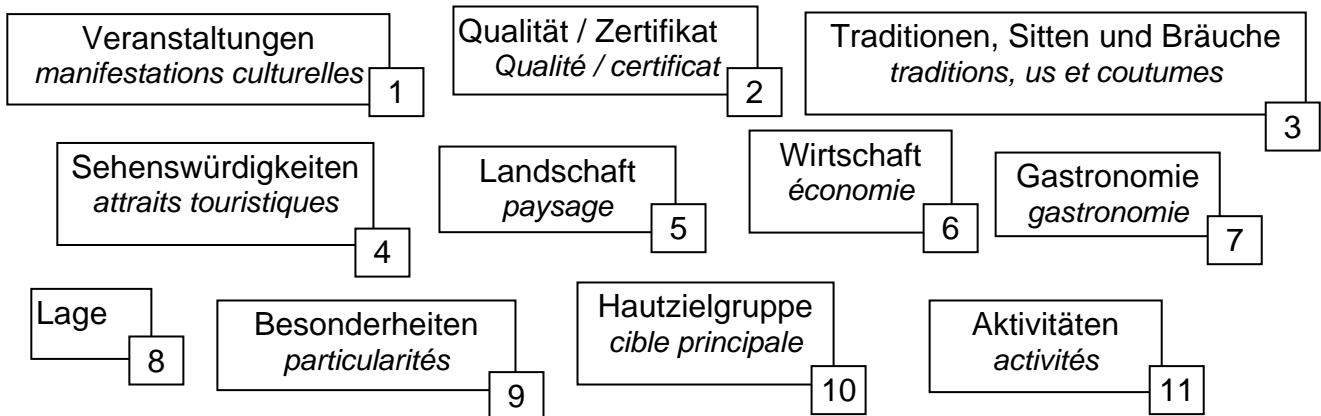 Veranstaltungen
manifestations culturelles
1
Qualität / Zertifikat
Qualité / certificat
2
Traditionen, Sitten und Bräuche
traditions, us et coutumes
3
Sehenswürdigkeiten
attraits touristiques
4
Landschaft
paysage
5
Wirtschaft
économie
6
Gastronomie
gastronomie
7
Lage
8
Besonderheiten
particularités
9
Hautzielgruppe
cible principale
10
Aktivitäten
activités
11